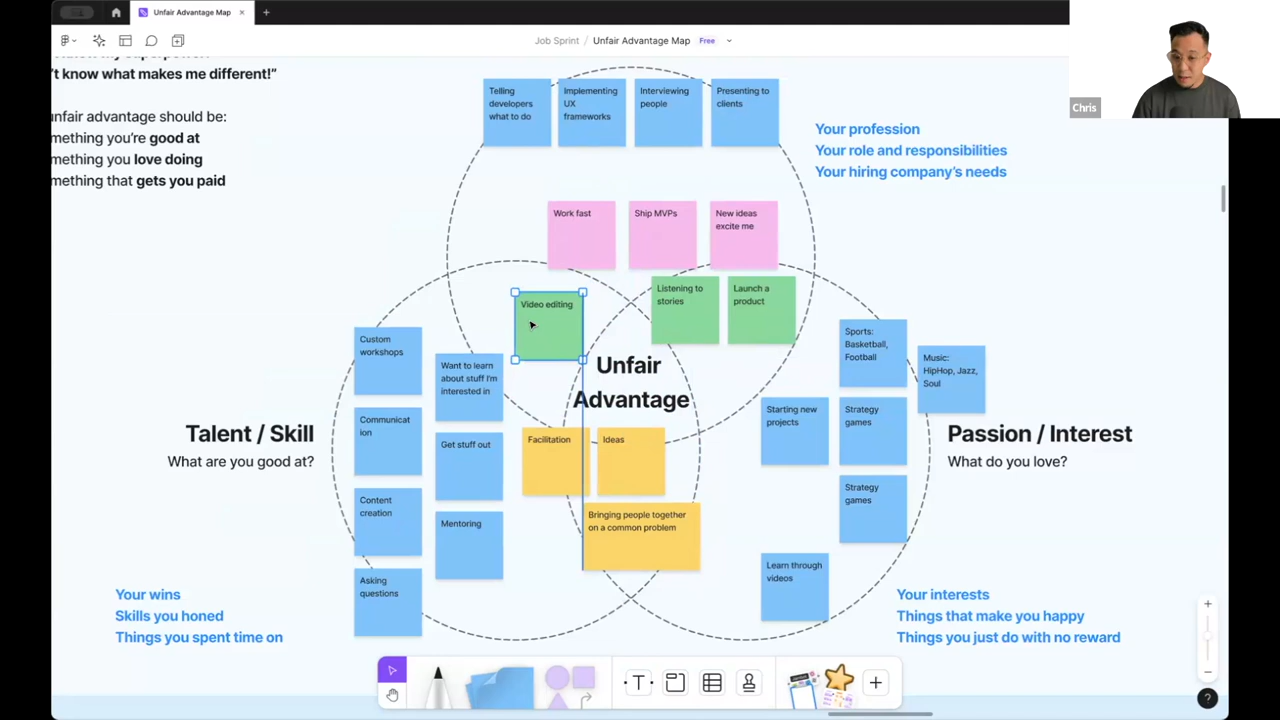 Unfair Advantage Map
Job Sprint / Unfair Advantage Map Free
Chris
't know what makes me different!"
unfair advantage should be:
mething you're good at
mething you love doing
mething that gets you paid
Telling
developers
what to do
Implementing
UX
frameworks
Interviewing
people
Presenting to
clients
Your profession
Your role and responsibilities
Your hiring company's needs
Work fast
Ship MVPs
New ideas
excite me
Video editing
Listening to
stories
Launch a
product
Unfair
Advantage
Custom
workshops
Want to learn
about stuff I'm
interested in
Communicat
ion
Get stuff out
Content
creation
Mentoring
Asking
questions
Talent / Skill
What are you good at?
Facilitation
Ideas
Bringing people together
on a common problem
Sports:
Basketball,
Football
Music:
HipHop, Jazz,
Soul
Starting new
projects
Strategy
games
Strategy
games
Learn through
videos
Passion / Interest
What do you love?
Your wins
Skills you honed
Things you spent time on
Your interests
Things that make you happy
Things you just do with no reward
T
?